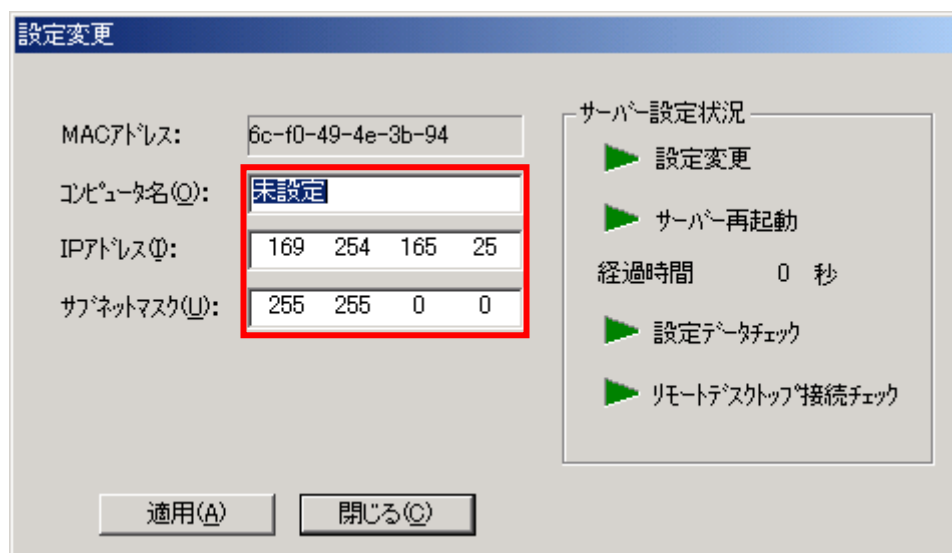 設定変更
MACアドレス: 6c-f0-49-4e-3b-94
コンピュータ名(O): 未設定
IPアドレス(I): 169 254 165 25
サブネットマスク(U): 255 255 0 0
サーバー設定状況
設定変更
サーバー再起動
経過時間 0 秒
設定データチェック
リモートデスクトップ接続チェック
適用(A) 閉じる(C)